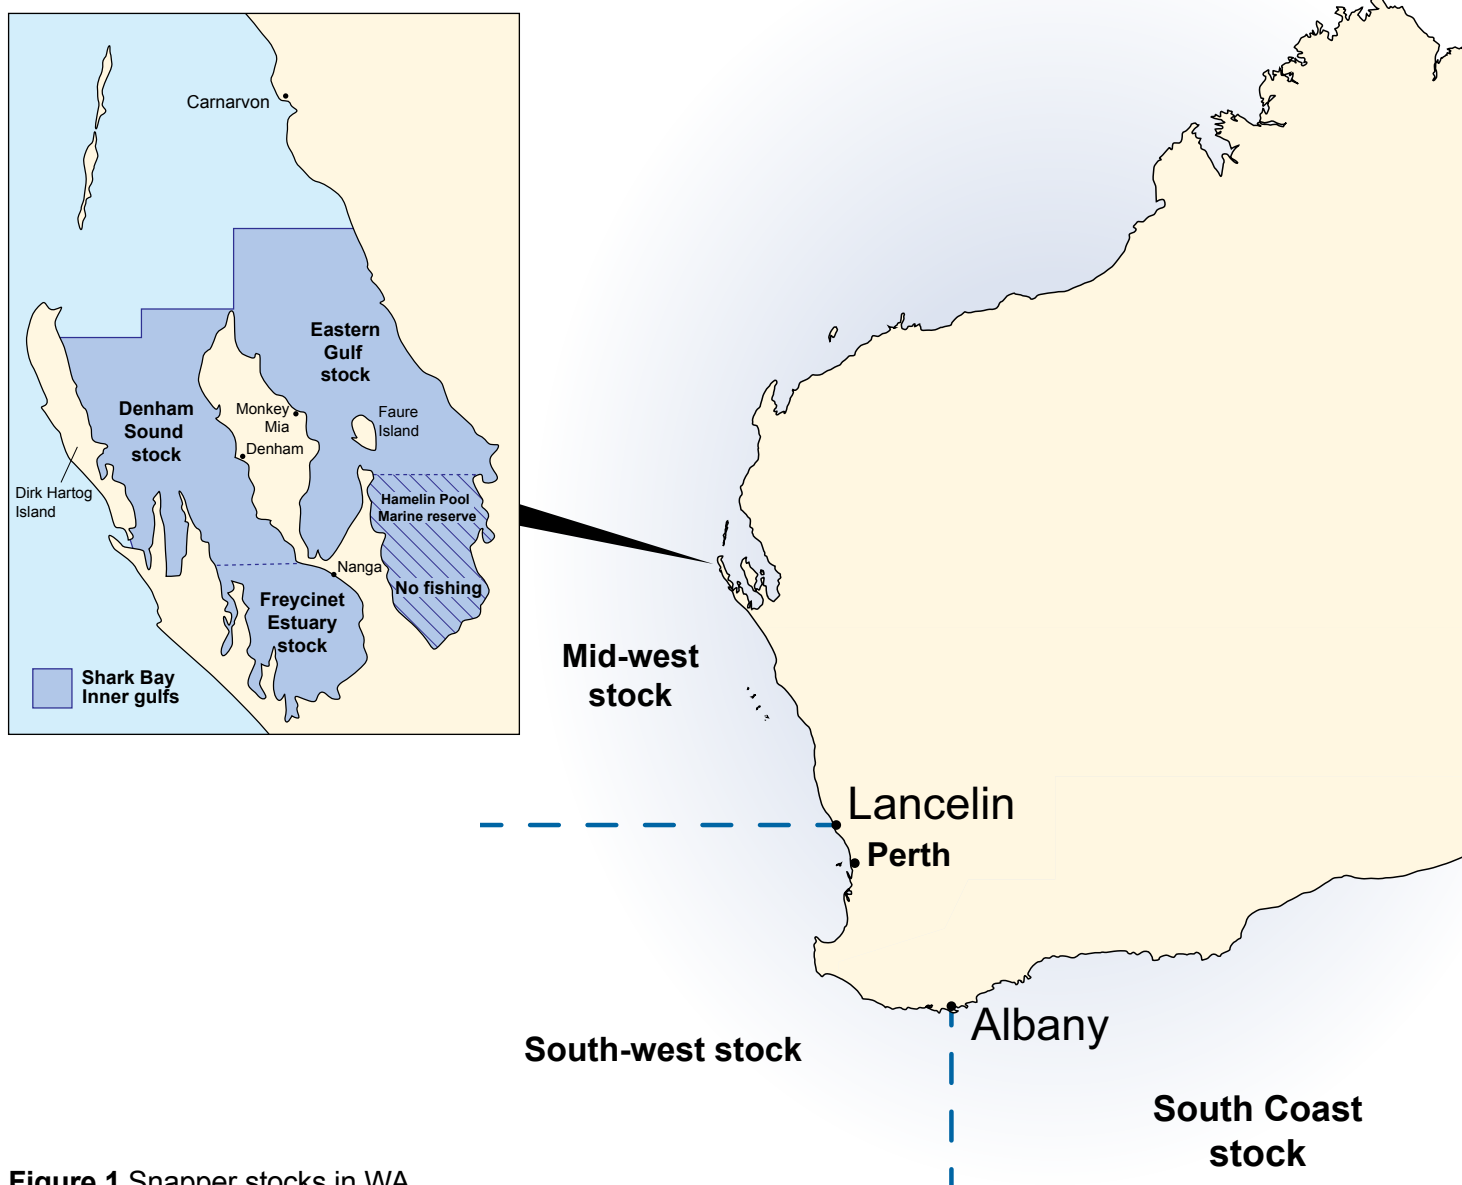 Carnarvon
Eastern
Gulf
stock
Denham
Sound
stock
Monkey
Mia
Denham
Faure
Island
Dirk Hartog
Island
Hamelin Pool
Marine reserve
No fishing
Nanga
Freycinet
Estuary
stock
Shark Bay
Inner gulfs
Mid-west
stock
Lancelin
Perth
Albany
South-west stock
South Coast
stock
Figure 1 Snapper stocks in WA